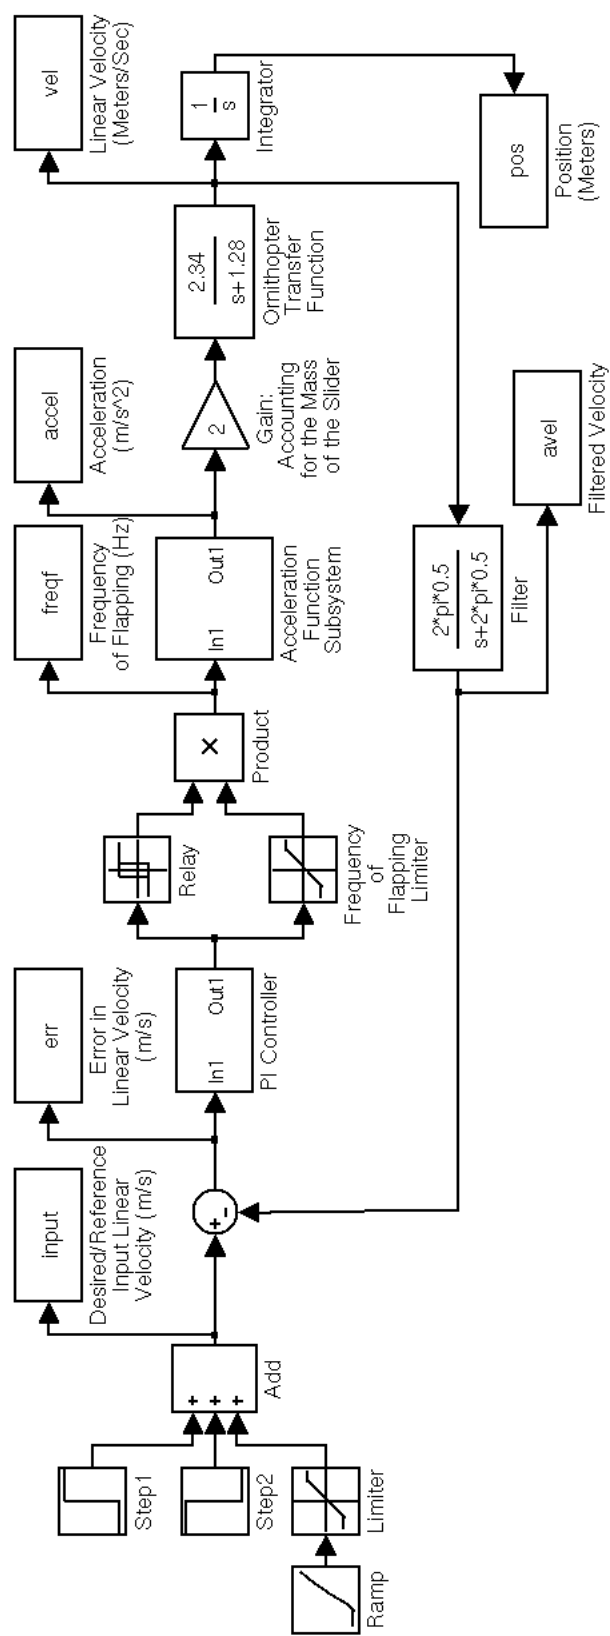 Step1
Step2
Ramp
Limiter
+
+
+
Add
input
Desired/Reference
Input Linear
Velocity (m/s)
+
-
err
Error in
Linear Velocity
(m/s)
In1
Out1
PI Controller
Relay
Frequency
of
Flapping
Limiter
×
Product
freqf
Frequency
of Flapping (Hz)
In1
Out1
Acceleration
Function
Subsystem
accel
Acceleration
(m/s^2)
2
Gain:
Accounting
for the Mass
of the Slider
2.34
s+1.28
Ornithopter
Transfer
Function
vel
Linear Velocity
(Meters/Sec)
1
s
Integrator
pos
Position
(Meters)
2*pi*0.5
s+2*pi*0.5
Filter
avel
Filtered Velocity